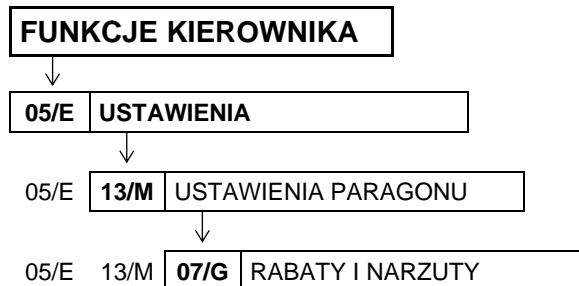 FUNKCJE KIEROWNIKA
05/E USTAWIENIA
05/E 13/M USTAWIENIA PARAGONU
05/E 13/M 07/G RABATY I NARZUTY